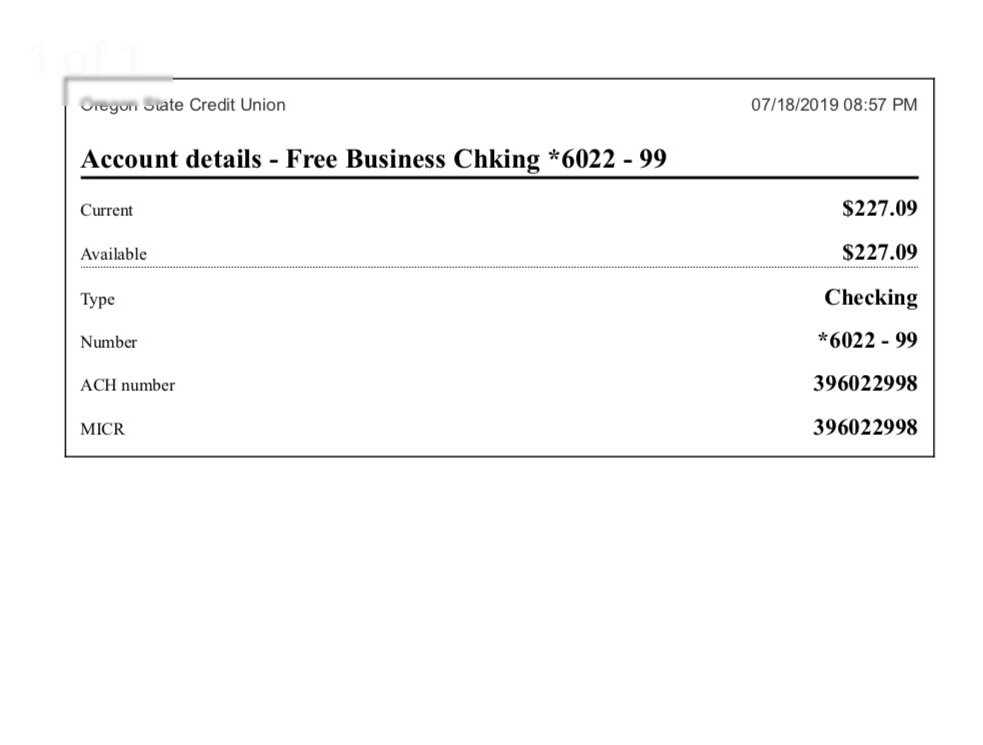 1 of 1
Oregon State Credit Union 07/18/2019 08:57 PM
Account details - Free Business Chking *6022 - 99
Current $227.09
Available $227.09
Type Checking
Number *6022 - 99
ACH number 396022998
MICR 396022998